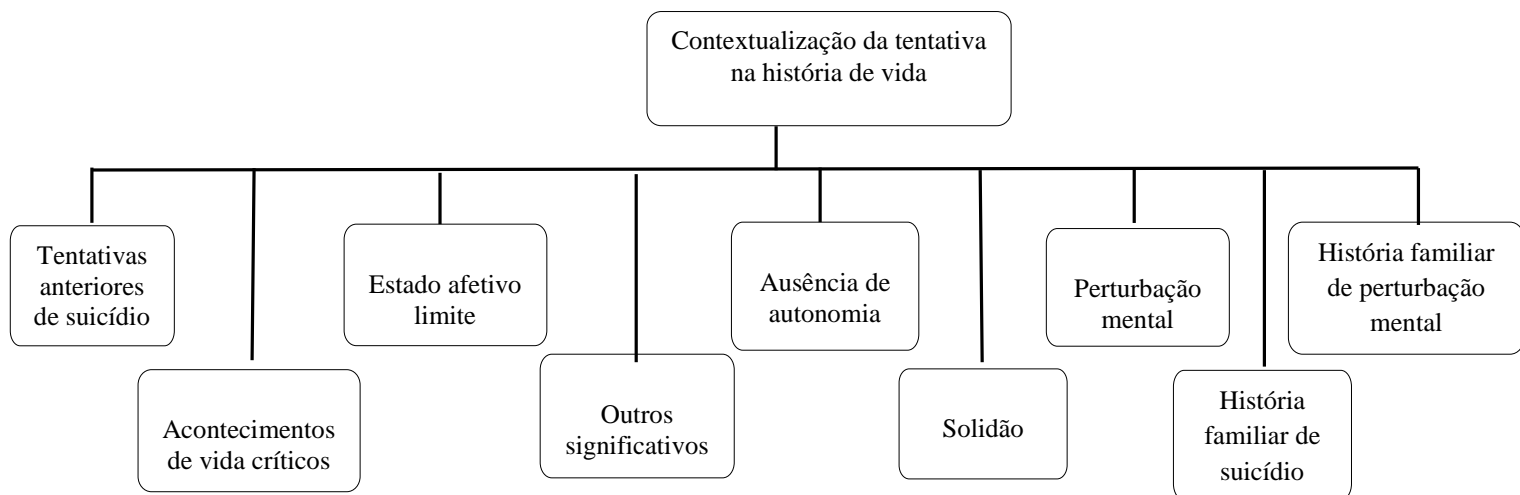 Contextualização da tentativa
na história de vida
Tentativas
anteriores
de suicídio
Acontecimentos
de vida críticos
Estado afetivo
limite
Outros
significativos
Ausência de
autonomia
Solidão
Perturbação
mental
História
familiar de
suicídio
História familiar
de perturbação
mental